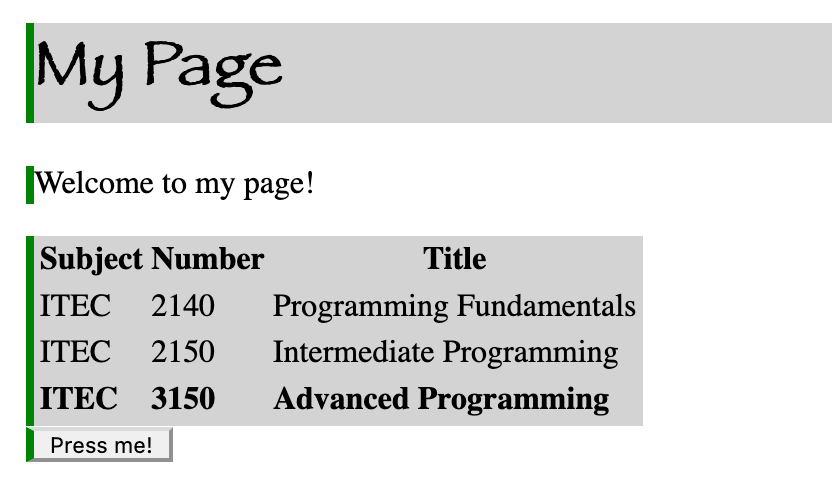 My Page
Welcome to my page!
Subject Number Title
ITEC 2140 Programming Fundamentals
ITEC 2150 Intermediate Programming
ITEC 3150 Advanced Programming
Press me!